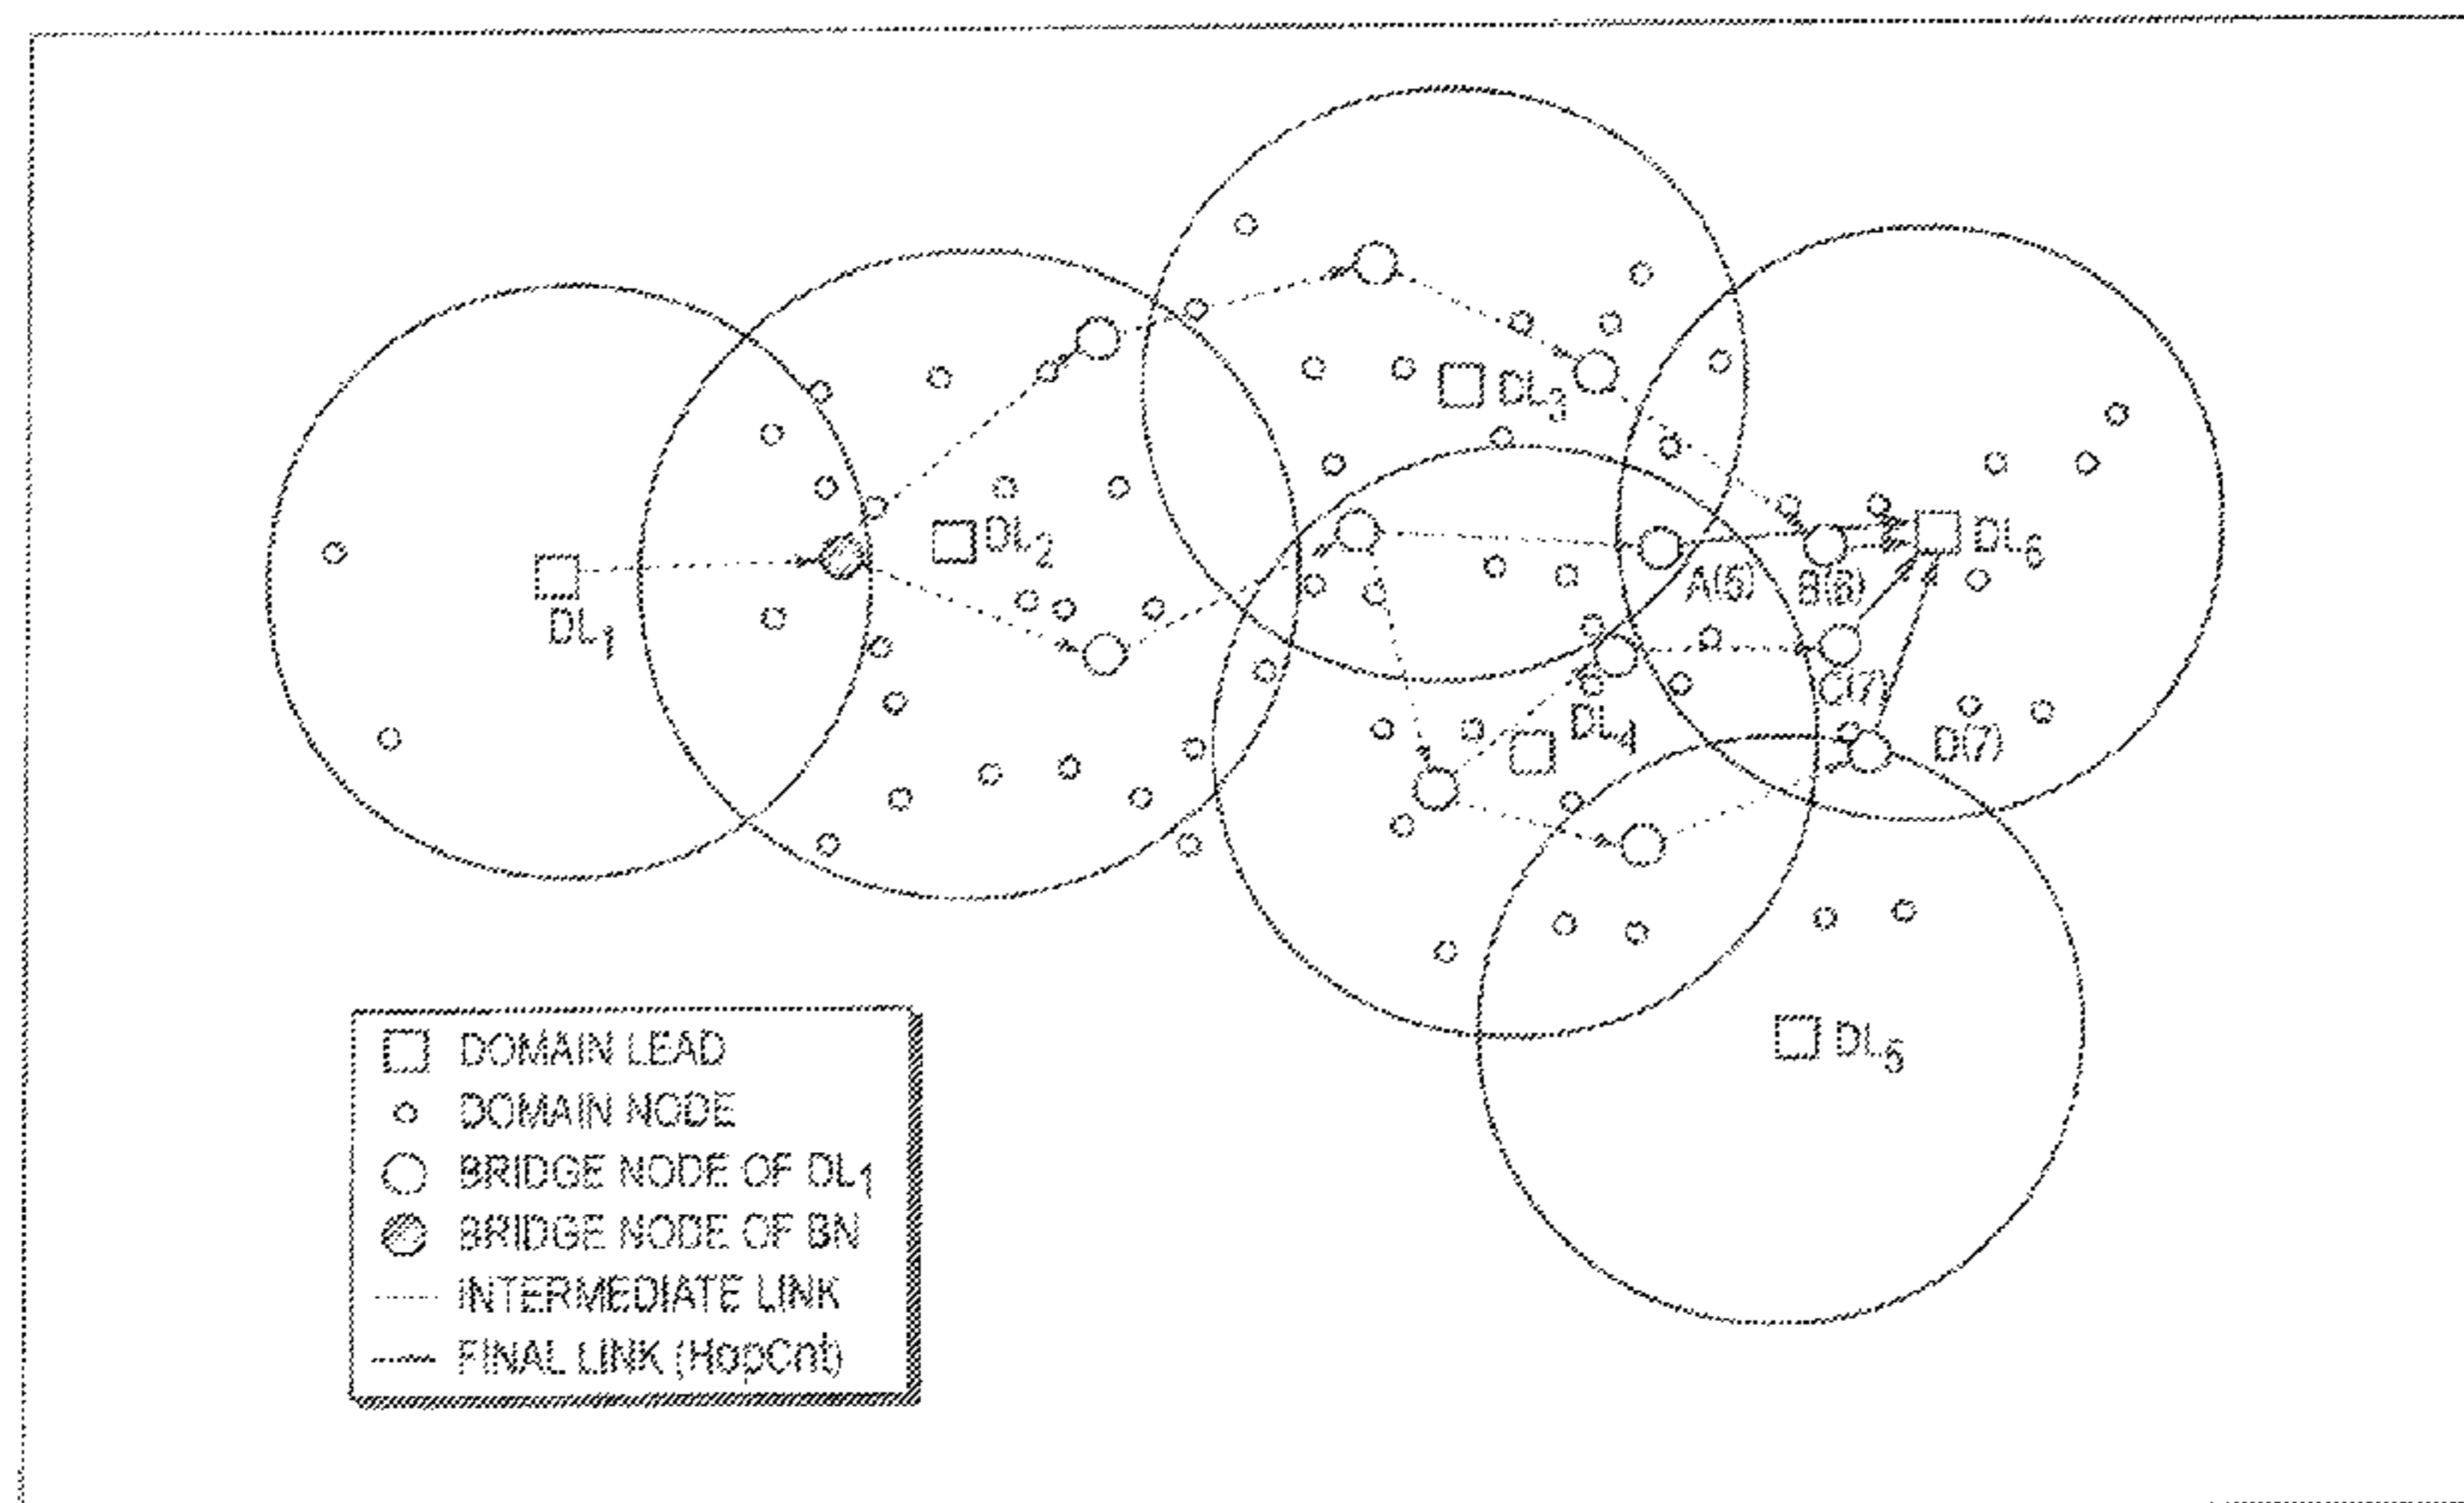 DL3
DL2
DL6
A(5)
B(6)
DL1
C(7)
DL4
D(7)
DL5
DOMAIN LEAD
DOMAIN NODE
BRIDGE NODE OF DL1
BRIDGE NODE OF BN
INTERMEDIATE LINK
FINAL LINK (HopCnt)